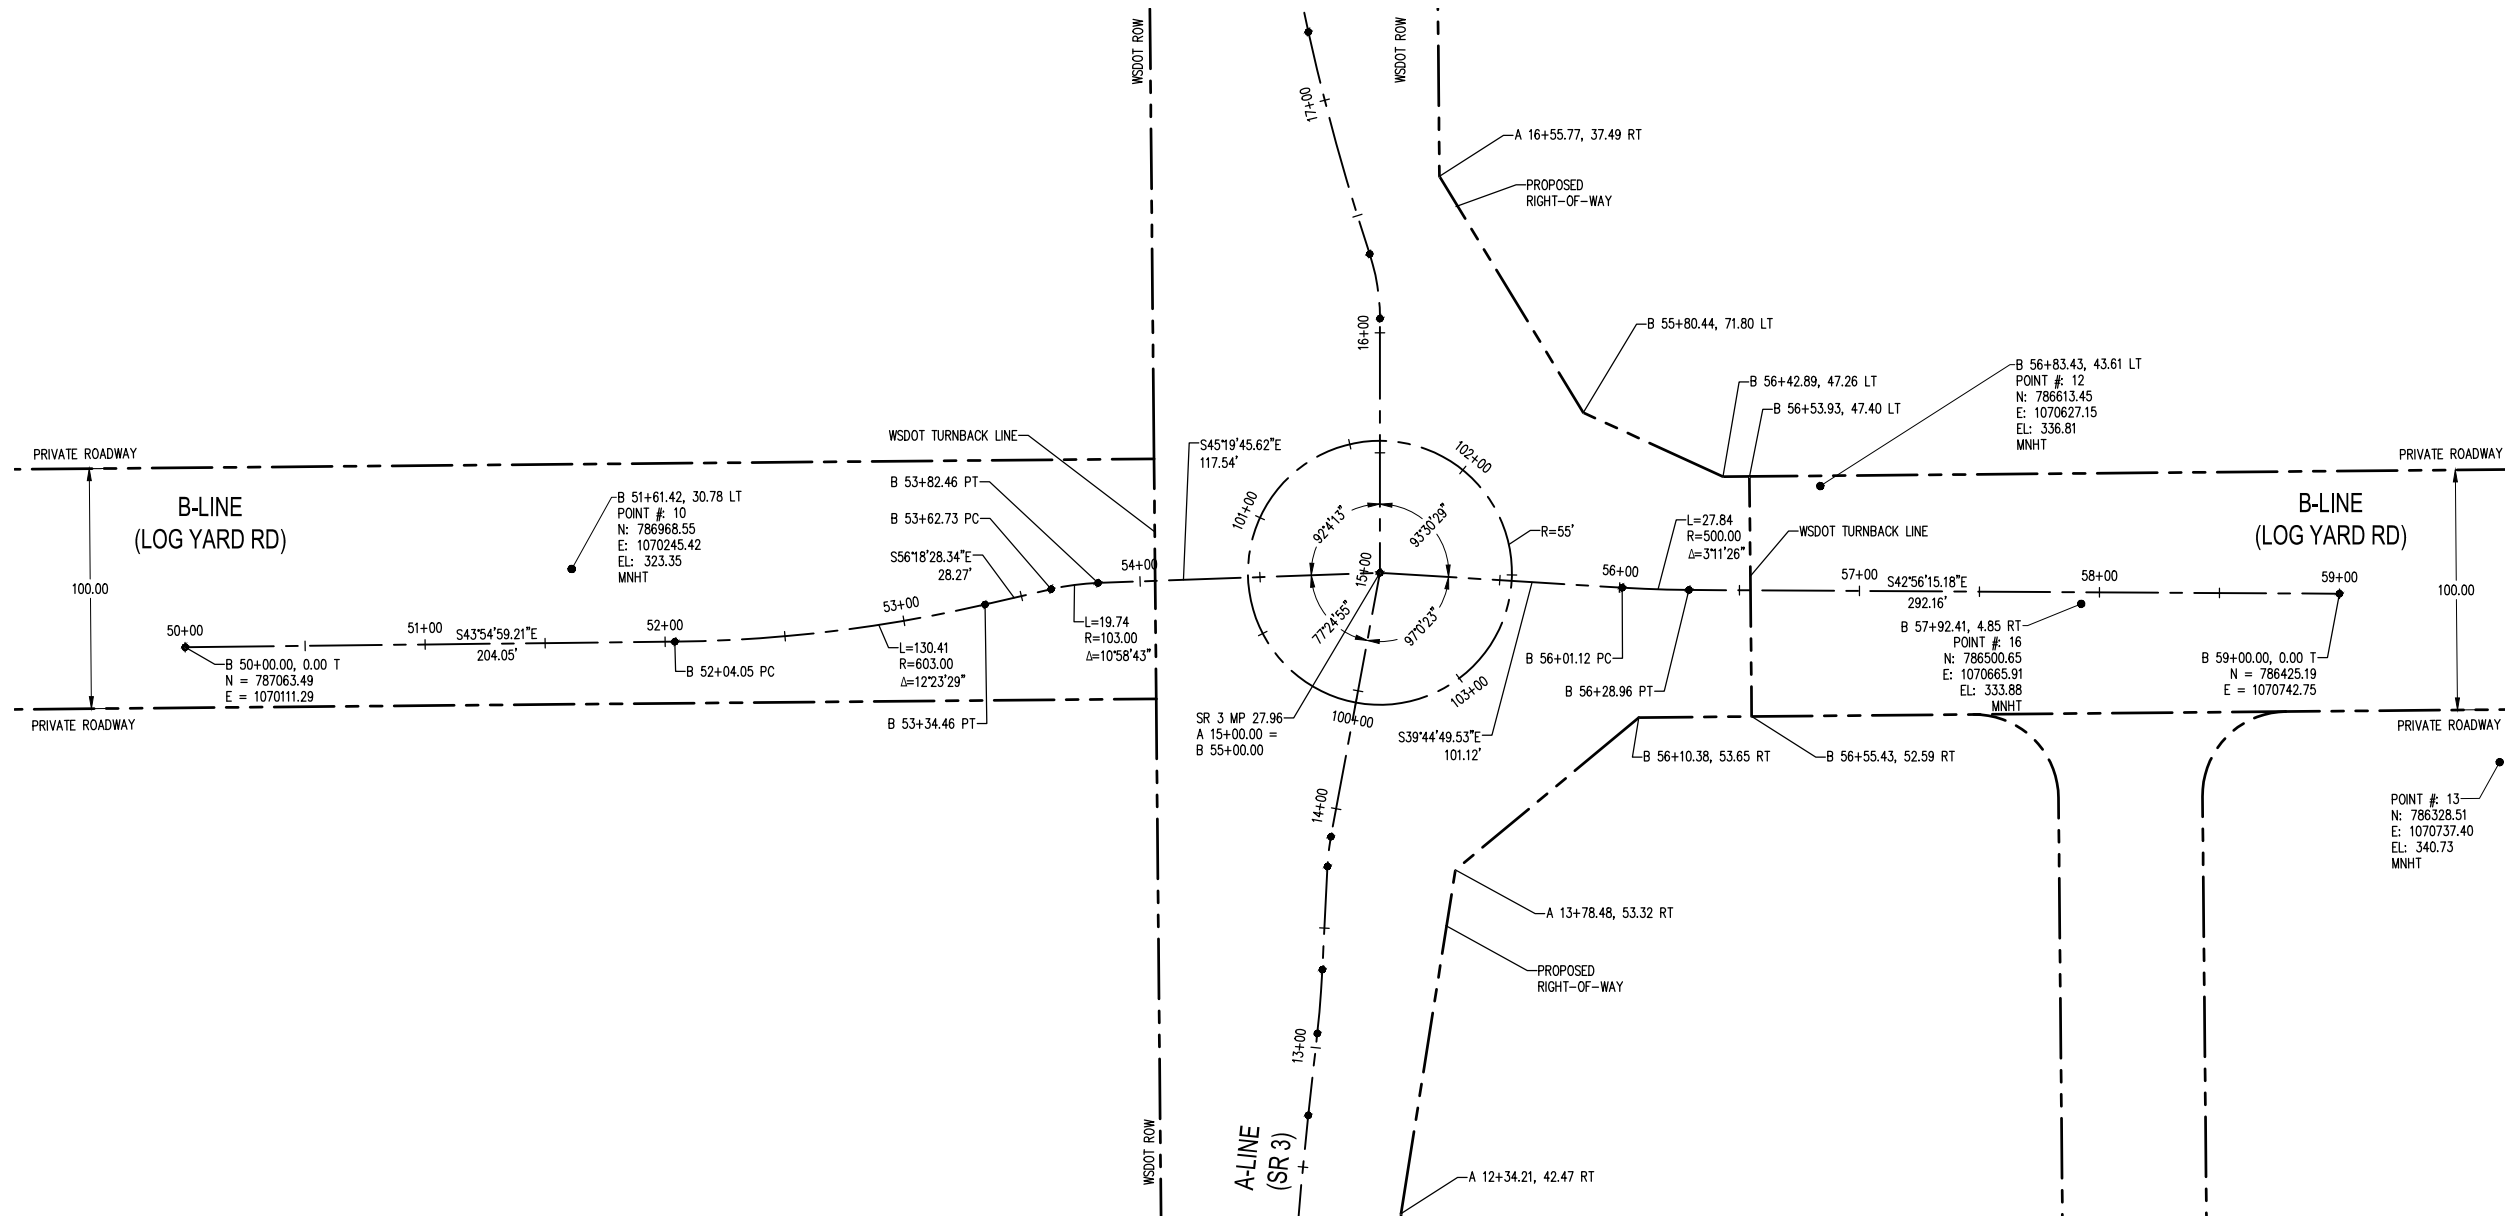 WSDOT ROW
WSDOT ROW
17+00
A 16+55.77, 37.49 RT
PROPOSED
RIGHT-OF-WAY
16+00
B 55+80.44, 71.80 LT
B 56+42.89, 47.26 LT
B 56+53.93, 47.40 LT
B 56+83.43, 43.61 LT
POINT #: 12
N: 786613.45
E: 1070627.15
EL: 336.81
MNHT
PRIVATE ROADWAY
WSDOT TURNBACK LINE
S45°19'45.62"E
117.54'
102+00
PRIVATE ROADWAY
B-LINE
(LOG YARD RD)
B 51+61.42, 30.78 LT
POINT #: 10
N: 786968.55
E: 1070245.42
EL: 323.35
MNHT
B 53+82.46 PT
B 53+62.73 PC
S56°18'28.34"E
28.27'
54+00
101+00
92°4'13"
93°30'29"
R=55'
L=27.84
R=500.00
Δ=3°11'26"
WSDOT TURNBACK LINE
B-LINE
(LOG YARD RD)
100.00
50+00
51+00
S43°54'59.21"E
204.05'
52+00
53+00
15+00
56+00
57+00
S42°56'15.18"E
292.16'
58+00
59+00
100.00
B 50+00.00, 0.00 T
N = 787063.49
E = 1070111.29
B 52+04.05 PC
L=130.41
R=603.00
Δ=12°23'29"
L=19.74
R=103.00
Δ=10°58'43"
77°24'55"
97°0'23"
B 56+01.12 PC
B 56+28.96 PT
B 57+92.41, 4.85 RT
POINT #: 16
N: 786500.65
E: 1070665.91
EL: 333.88
MNHT
B 59+00.00, 0.00 T
N = 786425.19
E = 1070742.75
PRIVATE ROADWAY
B 53+34.46 PT
SR 3 MP 27.96
A 15+00.00 =
B 55+00.00
100+00
103+00
S39°44'49.53"E
101.12'
B 56+10.38, 53.65 RT
B 56+55.43, 52.59 RT
PRIVATE ROADWAY
14+00
POINT #: 13
N: 786328.51
E: 1070737.40
EL: 340.73
MNHT
A 13+78.48, 53.32 RT
PROPOSED
RIGHT-OF-WAY
13+00
WSDOT ROW
A-LINE
(SR 3)
A 12+34.21, 42.47 RT